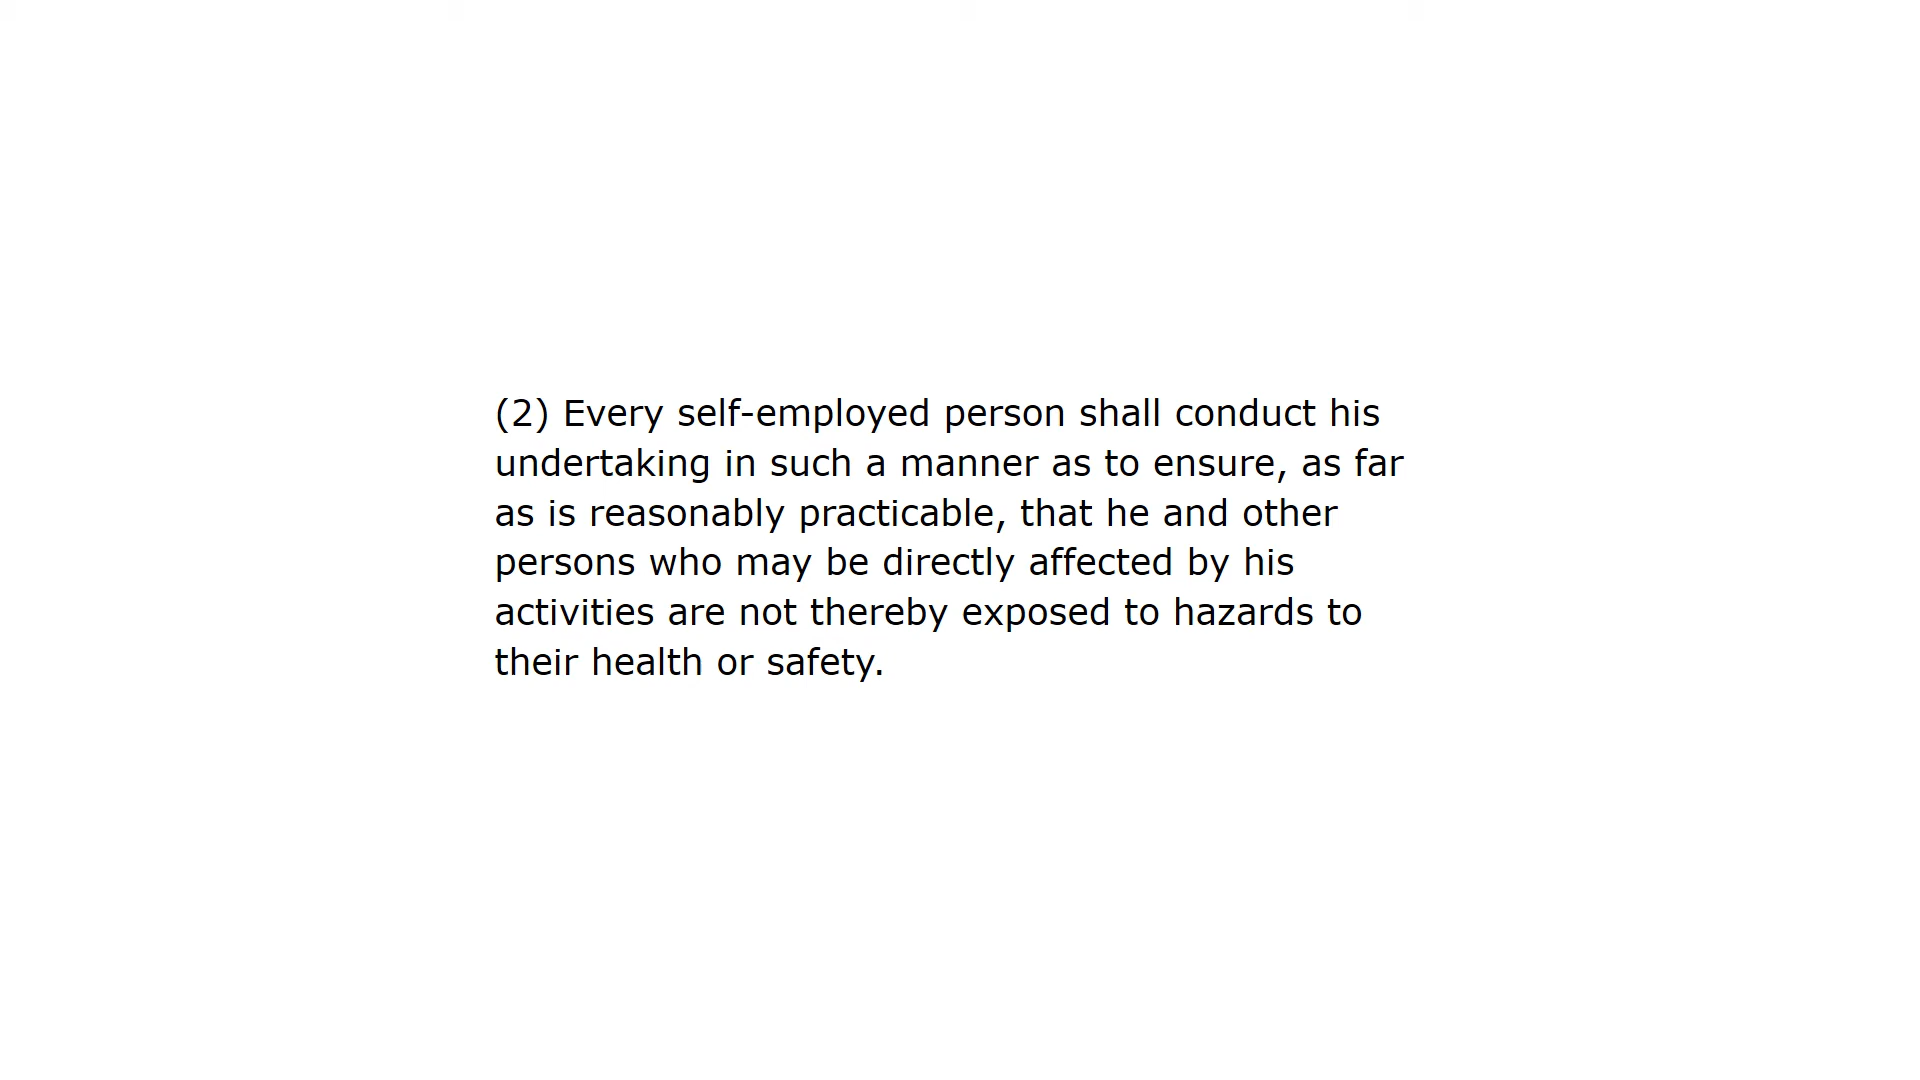 (2) Every self-employed person shall conduct his
undertaking in such a manner as to ensure, as far
as is reasonably practicable, that he and other
persons who may be directly affected by his
activities are not thereby exposed to hazards to
their health or safety.